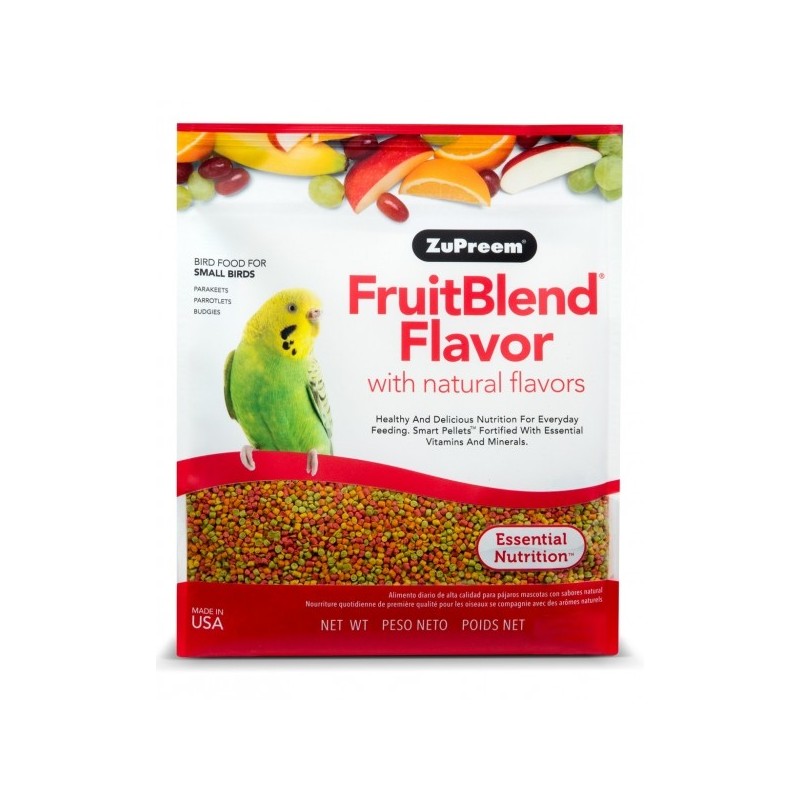 ZuPreem®
BIRD FOOD FOR
SMALL BIRDS
PARAKEETS
PARROTLETS
BUDGIES
FruitBlend®
Flavor
with natural flavors
Healthy And Delicious Nutrition For Everyday
Feeding. Smart Pellets™ Fortified With Essential
Vitamins And Minerals.
Essential
Nutrition™
Alimento diario de alta calidad para pájaros mascotas con sabores natural
Nourriture quotidienne de première qualité pour les oiseaux se compagnie avec des arômes naturels
MADE IN
USA
NET WT PESO NETO POIDS NET